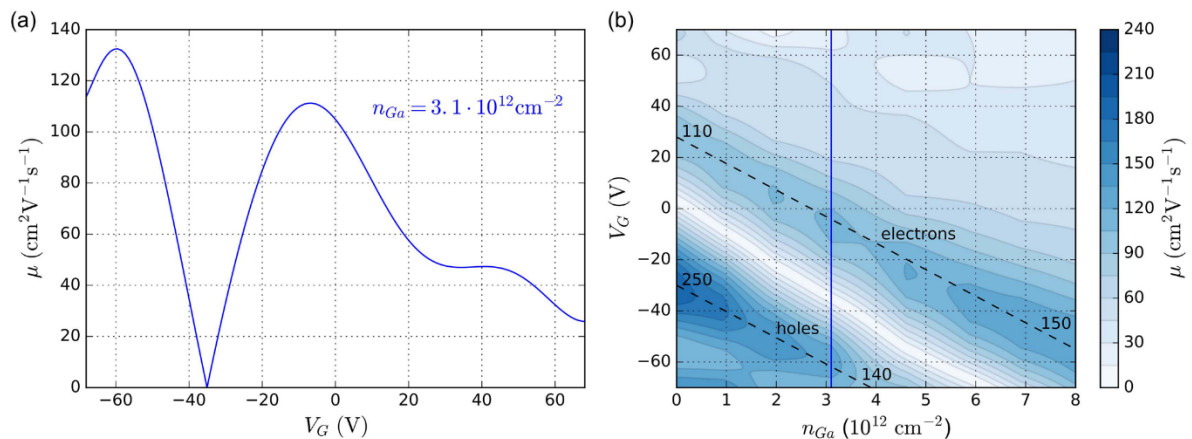 (a)
140
120
100
80
60
40
20
0
μ (cm²V⁻¹s⁻¹)
n_Ga = 3.1 · 10¹²cm⁻²
−60 −40 −20 0 20 40 60
V_G (V)
(b)
60
40
20
0
−20
−40
−60
V_G (V)
110
electrons
250
holes
150
140
0 1 2 3 4 5 6 7 8
n_Ga (10¹² cm⁻²)
240
210
180
150
120
90
60
30
0
μ (cm²V⁻¹s⁻¹)